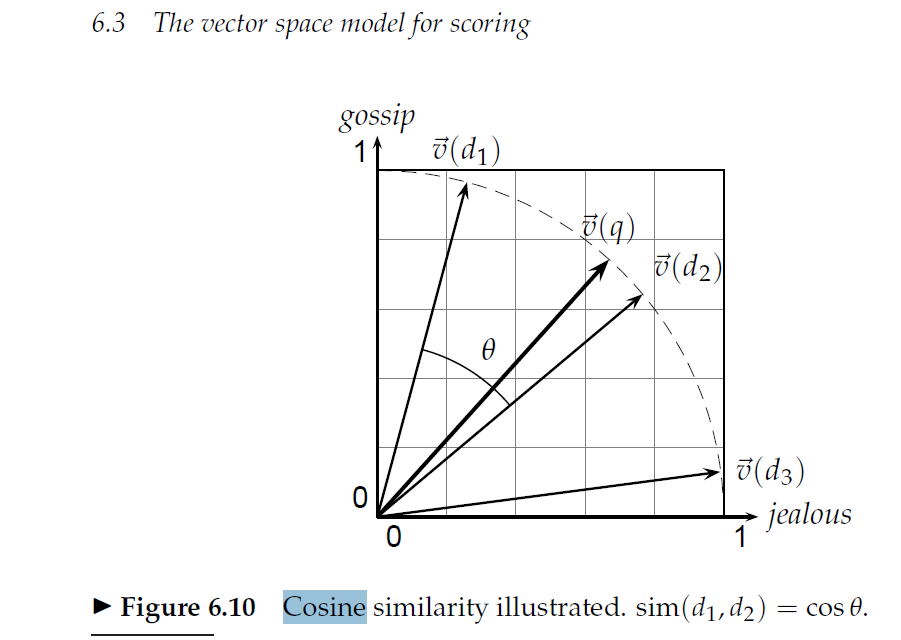 6.3 The vector space model for scoring
gossip
1
v⃗(d₁)
v⃗(q)
v⃗(d₂)
θ
v⃗(d₃)
0
jealous
0
1
► Figure 6.10 Cosine similarity illustrated. sim(d₁, d₂) = cos θ.